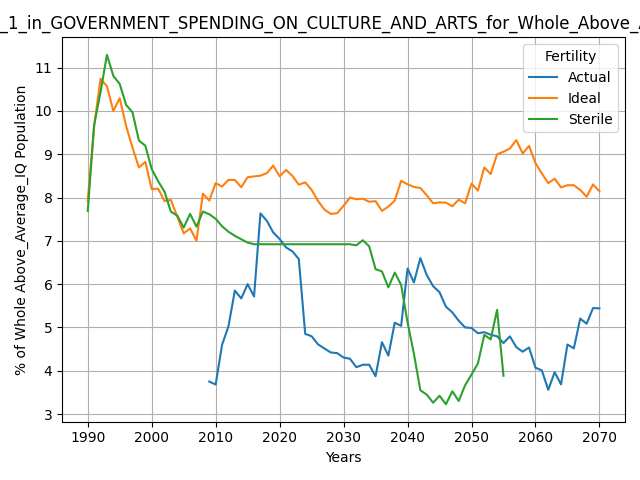 _1_in_GOVERNMENT_SPENDING_ON_CULTURE_AND_ARTS_for_Whole_Above_
Fertility
Actual
Ideal
Sterile
% of Whole Above_Average_IQ Population
11
10
9
8
7
6
5
4
3
1990
2000
2010
2020
2030
2040
2050
2060
2070
Years